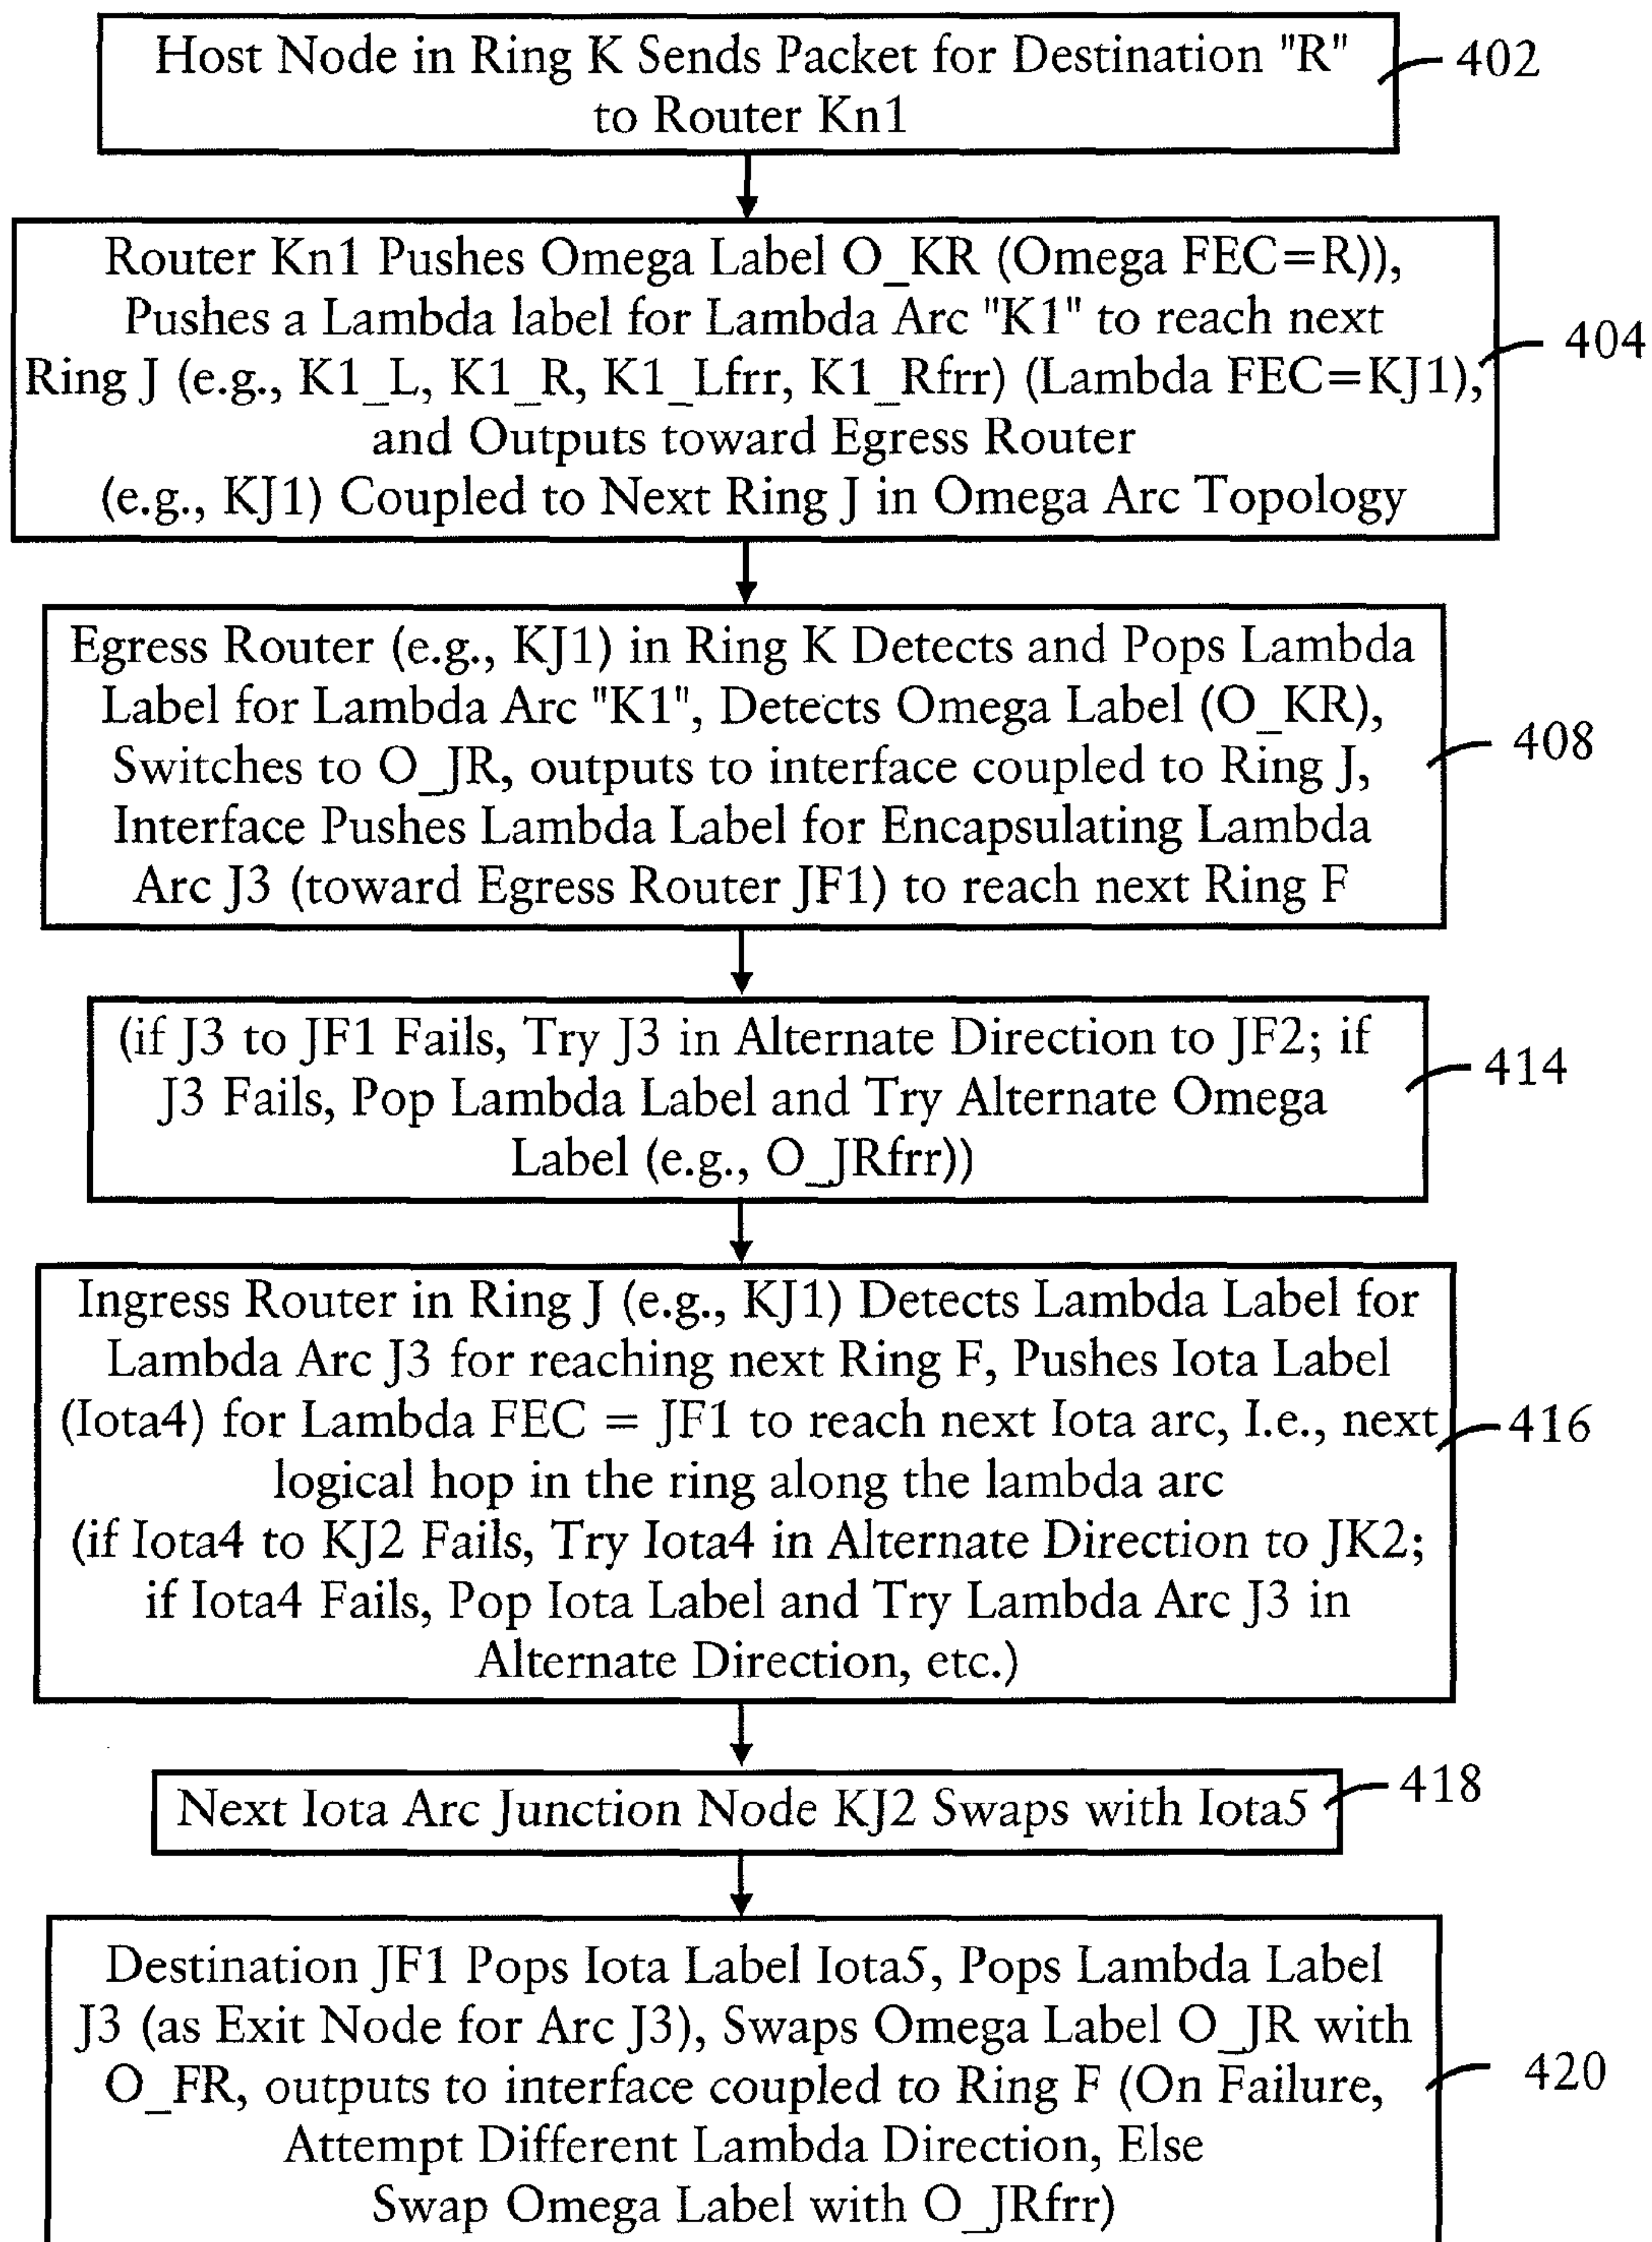 Host Node in Ring K Sends Packet for Destination "R"
to Router Kn1
402
Router Kn1 Pushes Omega Label O_KR (Omega FEC=R)),
Pushes a Lambda label for Lambda Arc "K1" to reach next
Ring J (e.g., K1_L, K1_R, K1_Lfrr, K1_Rfrr) (Lambda FEC=KJ1),
and Outputs toward Egress Router
(e.g., KJ1) Coupled to Next Ring J in Omega Arc Topology
404
Egress Router (e.g., KJ1) in Ring K Detects and Pops Lambda
Label for Lambda Arc "K1", Detects Omega Label (O_KR),
Switches to O_JR, outputs to interface coupled to Ring J,
Interface Pushes Lambda Label for Encapsulating Lambda
Arc J3 (toward Egress Router JF1) to reach next Ring F
408
(if J3 to JF1 Fails, Try J3 in Alternate Direction to JF2; if
J3 Fails, Pop Lambda Label and Try Alternate Omega
Label (e.g., O_JRfrr))
414
Ingress Router in Ring J (e.g., KJ1) Detects Lambda Label for
Lambda Arc J3 for reaching next Ring F, Pushes Iota Label
(Iota4) for Lambda FEC = JF1 to reach next Iota arc, I.e., next
logical hop in the ring along the lambda arc
(if Iota4 to KJ2 Fails, Try Iota4 in Alternate Direction to JK2;
if Iota4 Fails, Pop Iota Label and Try Lambda Arc J3 in
Alternate Direction, etc.)
416
Next Iota Arc Junction Node KJ2 Swaps with Iota5
418
Destination JF1 Pops Iota Label Iota5, Pops Lambda Label
J3 (as Exit Node for Arc J3), Swaps Omega Label O_JR with
O_FR, outputs to interface coupled to Ring F (On Failure,
Attempt Different Lambda Direction, Else
Swap Omega Label with O_JRfrr)
420